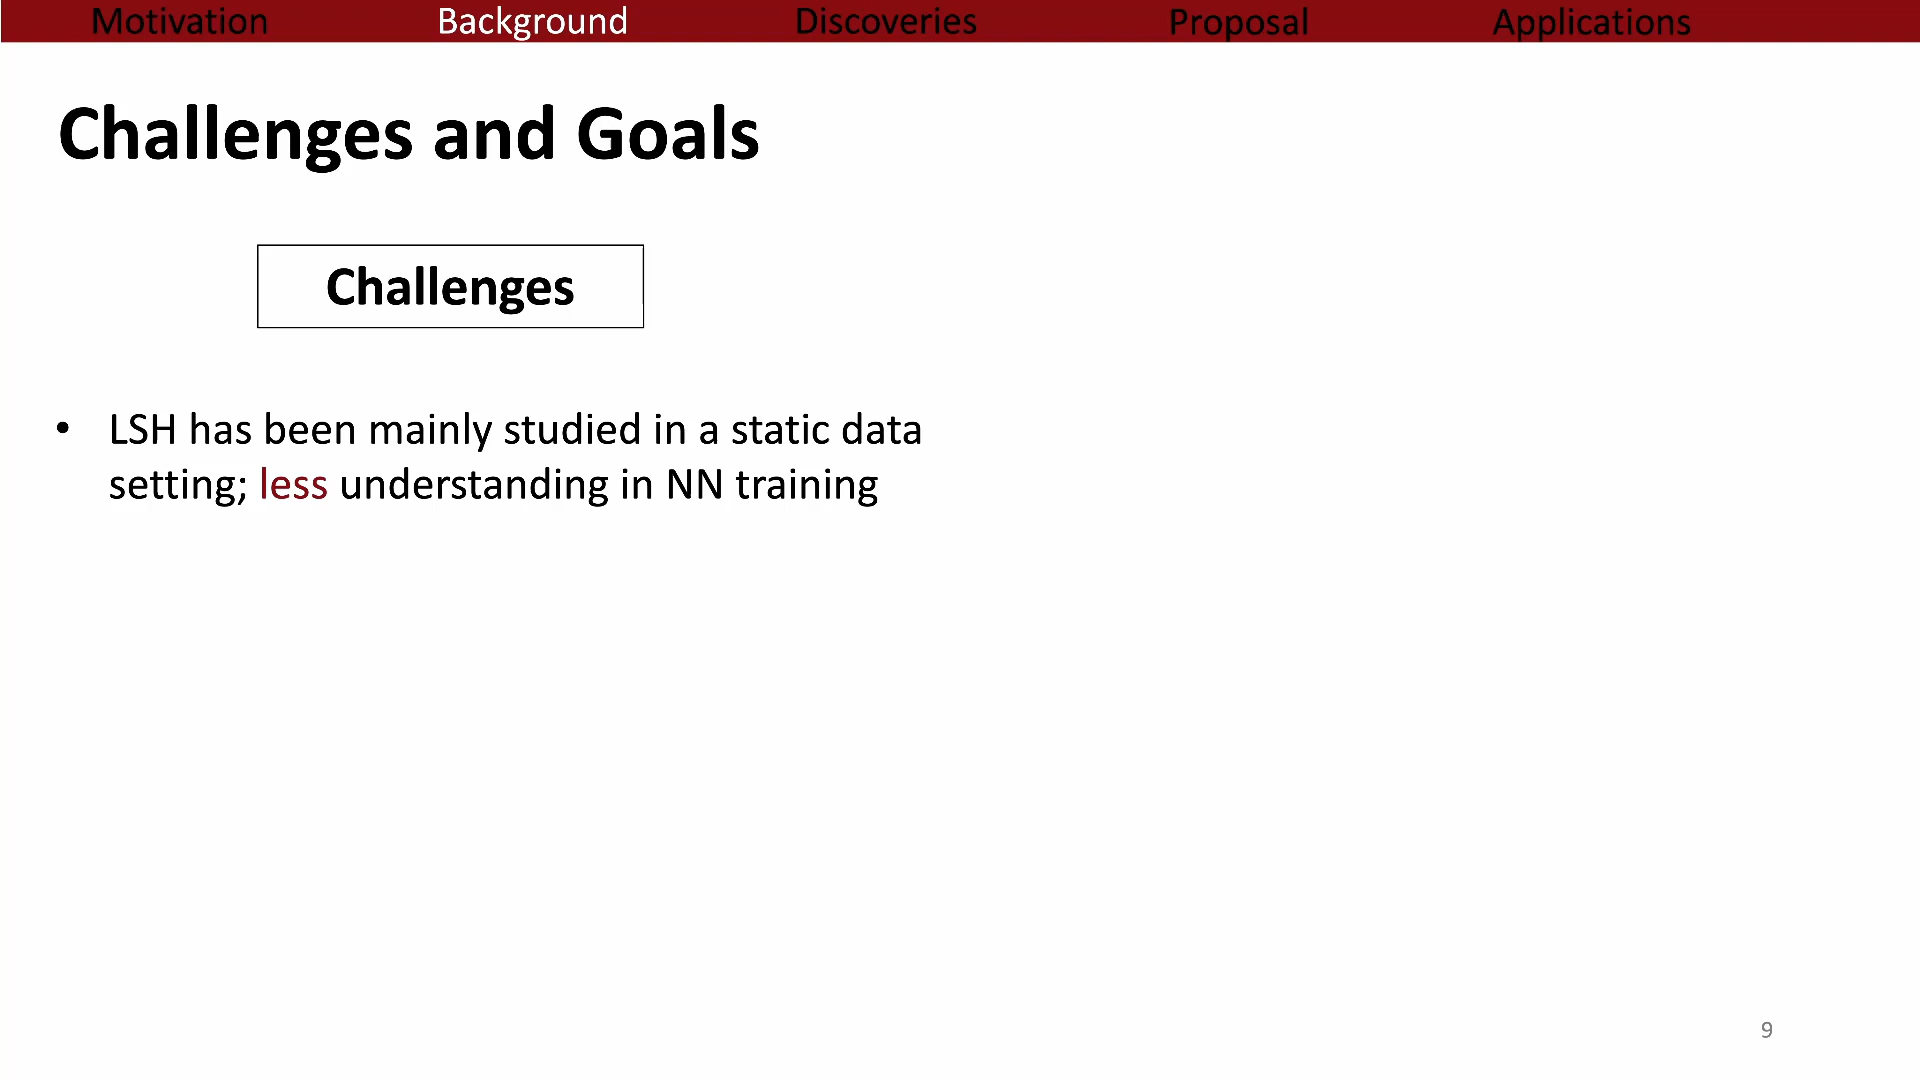 Motivation Background Discoveries Proposal Applications
Challenges and Goals
Challenges
• LSH has been mainly studied in a static data
setting; less understanding in NN training
9